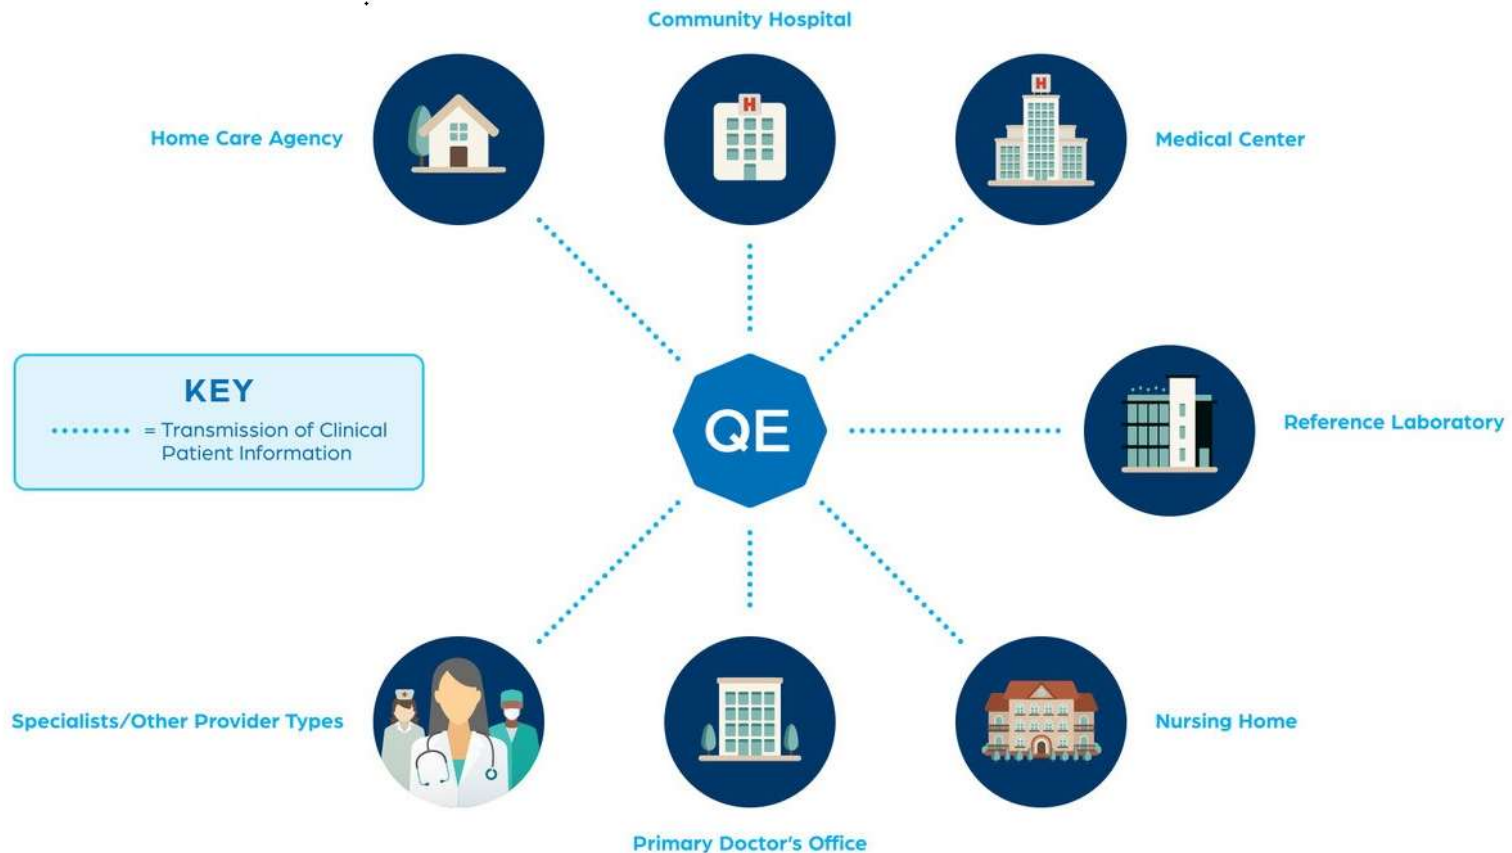 Community Hospital
H
H
Home Care Agency
Medical Center
KEY
= Transmission of Clinical
Patient Information
QE
Reference Laboratory
Specialists/Other Provider Types
Nursing Home
Primary Doctor's Office